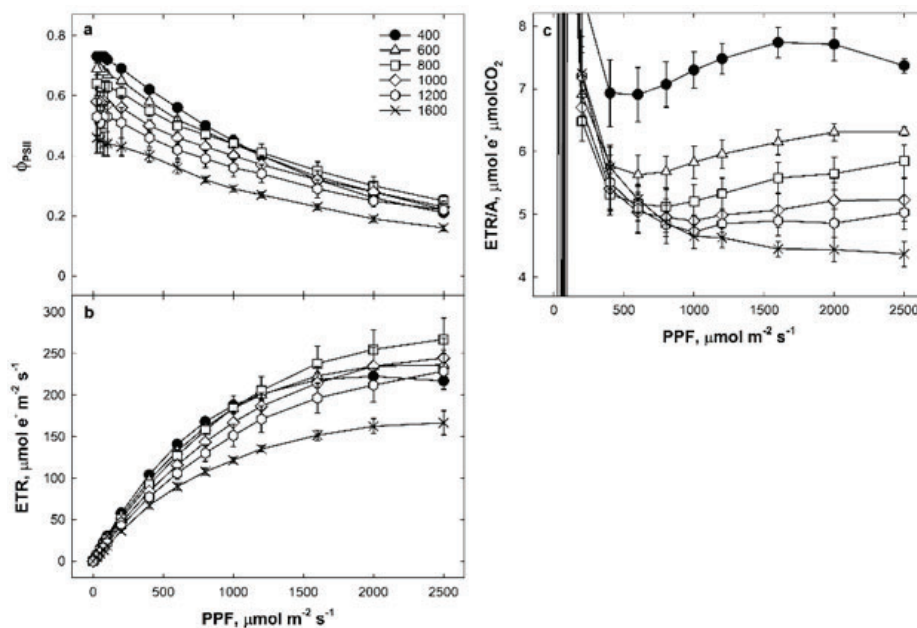 a
0.8
0.6
0.4
0.2
0
ϕPSII
400
600
800
1000
1200
1600
b
300
250
200
150
100
50
0
ETR, μmol e⁻ m⁻² s⁻¹
0 500 1000 1500 2000 2500
PPF, μmol m⁻² s⁻¹
c
8
7
6
5
4
ETR/A, μmol e⁻ μmolCO₂
0 500 1000 1500 2000 2500
PPF, μmol m⁻² s⁻¹